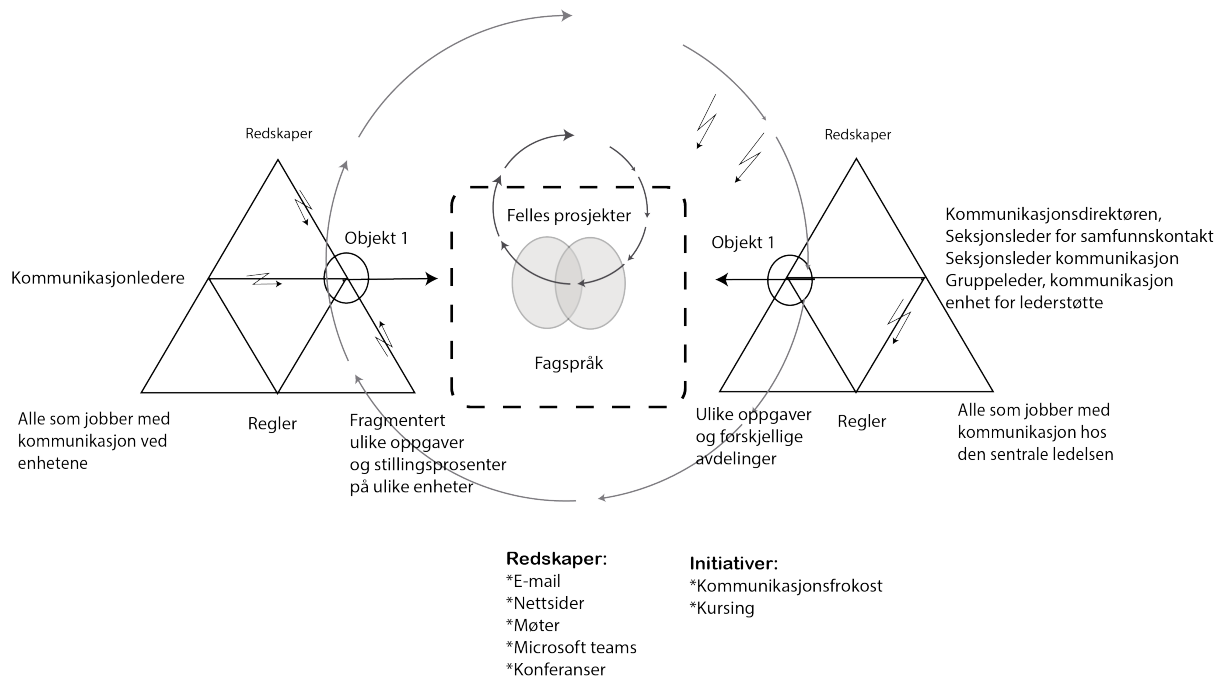 Redskaper
Objekt 1
Kommunikasjonledere
Alle som jobber med
kommunikasjon ved
enhetene
Regler
Fragmentert
ulike oppgaver
og stillingsprosenter
på ulike enheter
Felles prosjekter
Fagspråk
Redskaper
Objekt 1
Kommunikasjonsdirektøren,
Seksjonsleder for samfunnskontakt
Seksjonsleder kommunikasjon
Gruppeleder, kommunikasjon
enhet for lederstøtte
Ulike oppgaver
og forskjellige
avdelinger
Regler
Alle som jobber med
kommunikasjon hos
den sentrale ledelsen
Redskaper:
*E-mail
*Nettsider
*Møter
*Microsoft teams
*Konferanser
Initiativer:
*Kommunikasjonsfrokost
*Kursing